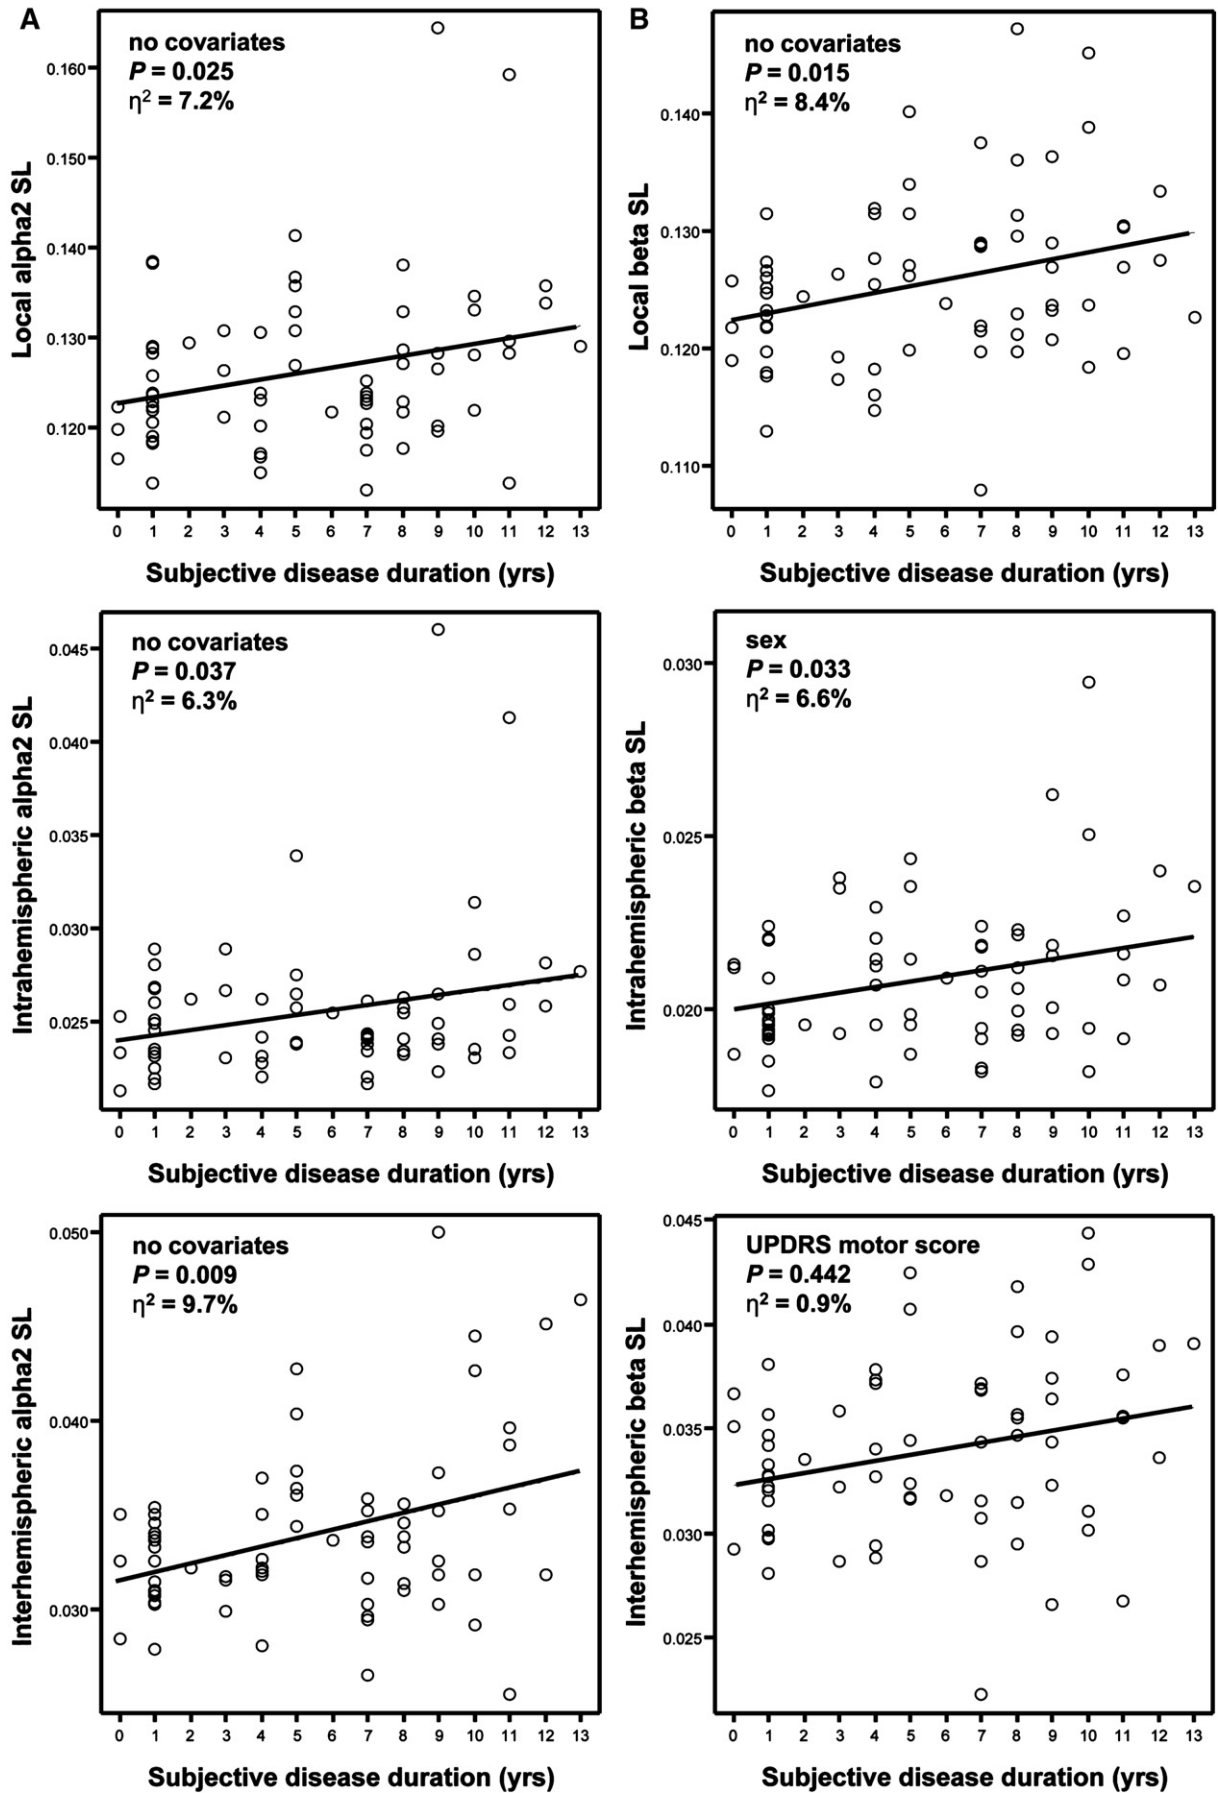 A
no covariates
P = 0.025
η² = 7.2%
0.160
0.150
0.140
0.130
0.120
Local alpha2 SL
0 1 2 3 4 5 6 7 8 9 10 11 12 13
Subjective disease duration (yrs)
B
no covariates
P = 0.015
η² = 8.4%
0.140
0.130
0.120
0.110
Local beta SL
0 1 2 3 4 5 6 7 8 9 10 11 12 13
Subjective disease duration (yrs)
no covariates
P = 0.037
η² = 6.3%
0.045
0.040
0.035
0.030
0.025
Intrahemispheric alpha2 SL
0 1 2 3 4 5 6 7 8 9 10 11 12 13
Subjective disease duration (yrs)
sex
P = 0.033
η² = 6.6%
0.030
0.025
0.020
Intrahemispheric beta SL
0 1 2 3 4 5 6 7 8 9 10 11 12 13
Subjective disease duration (yrs)
no covariates
P = 0.009
η² = 9.7%
0.050
0.040
0.030
Interhemispheric alpha2 SL
0 1 2 3 4 5 6 7 8 9 10 11 12 13
Subjective disease duration (yrs)
UPDRS motor score
P = 0.442
η² = 0.9%
0.045
0.040
0.035
0.030
0.025
Interhemispheric beta SL
0 1 2 3 4 5 6 7 8 9 10 11 12 13
Subjective disease duration (yrs)